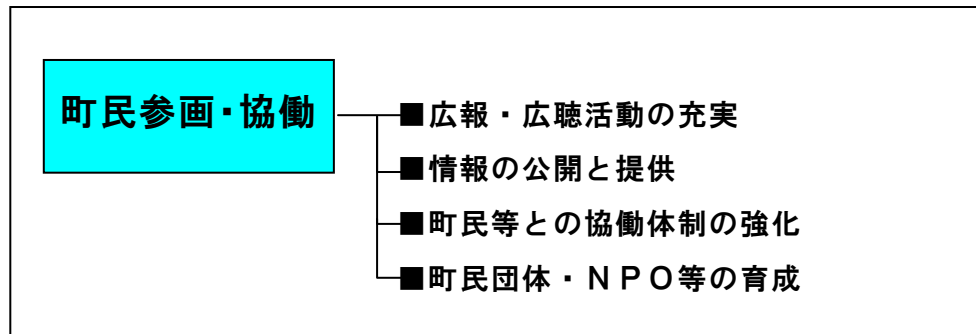 町民参画・協働
■広報・広聴活動の充実
■情報の公開と提供
■町民等との協働体制の強化
■町民団体・ＮＰＯ等の育成